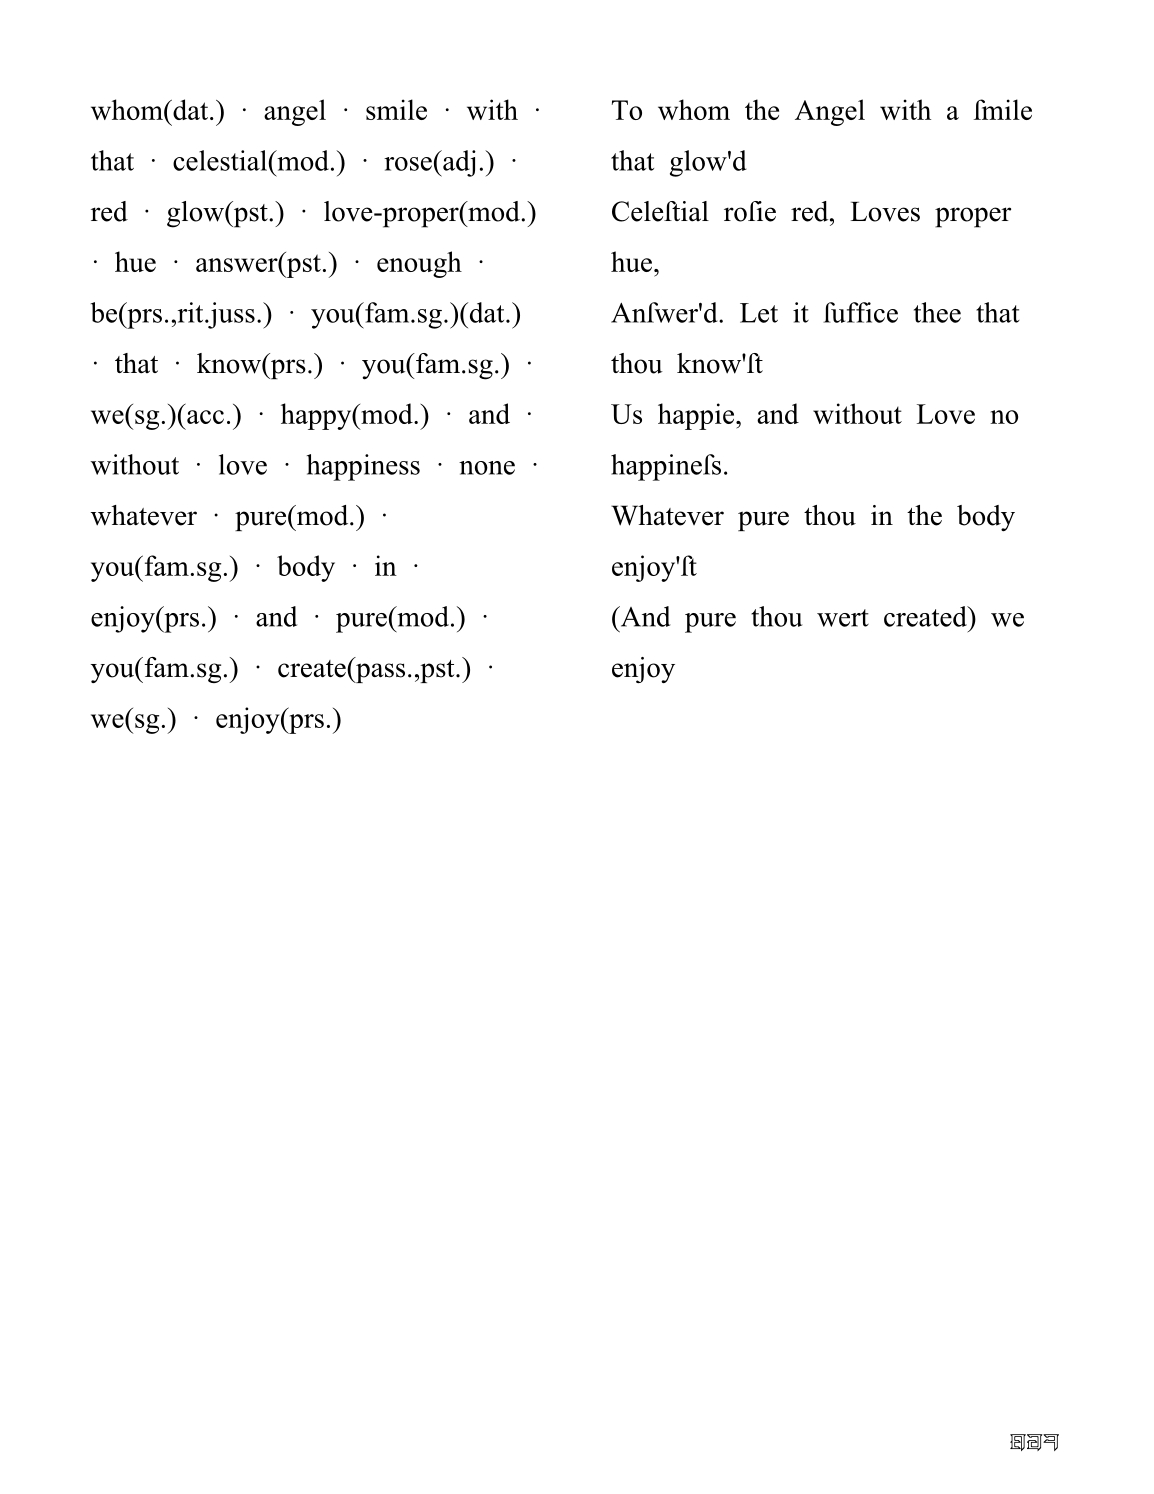 whom(dat.) · angel · smile · with ·
that · celestial(mod.) · rose(adj.) ·
red · glow(pst.) · love-proper(mod.)
· hue · answer(pst.) · enough ·
be(prs.,rit.juss.) · you(fam.sg.)(dat.)
· that · know(prs.) · you(fam.sg.) ·
we(sg.)(acc.) · happy(mod.) · and ·
without · love · happiness · none ·
whatever · pure(mod.) ·
you(fam.sg.) · body · in ·
enjoy(prs.) · and · pure(mod.) ·
you(fam.sg.) · create(pass.,pst.) ·
we(sg.) · enjoy(prs.)
To whom the Angel with a ſmile
that glow'd
Celeſtial roſie red, Loves proper
hue,
Anſwer'd. Let it ſuffice thee that
thou know'ſt
Us happie, and without Love no
happineſs.
Whatever pure thou in the body
enjoy'ſt
(And pure thou wert created) we
enjoy